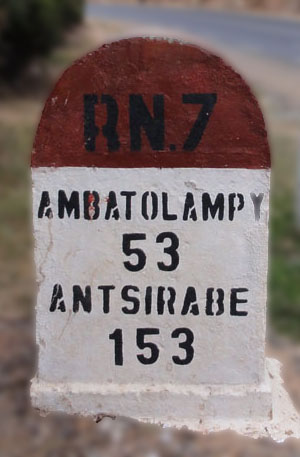 RN.7
AMBATOLAMPY
53
ANTSIRABE
153